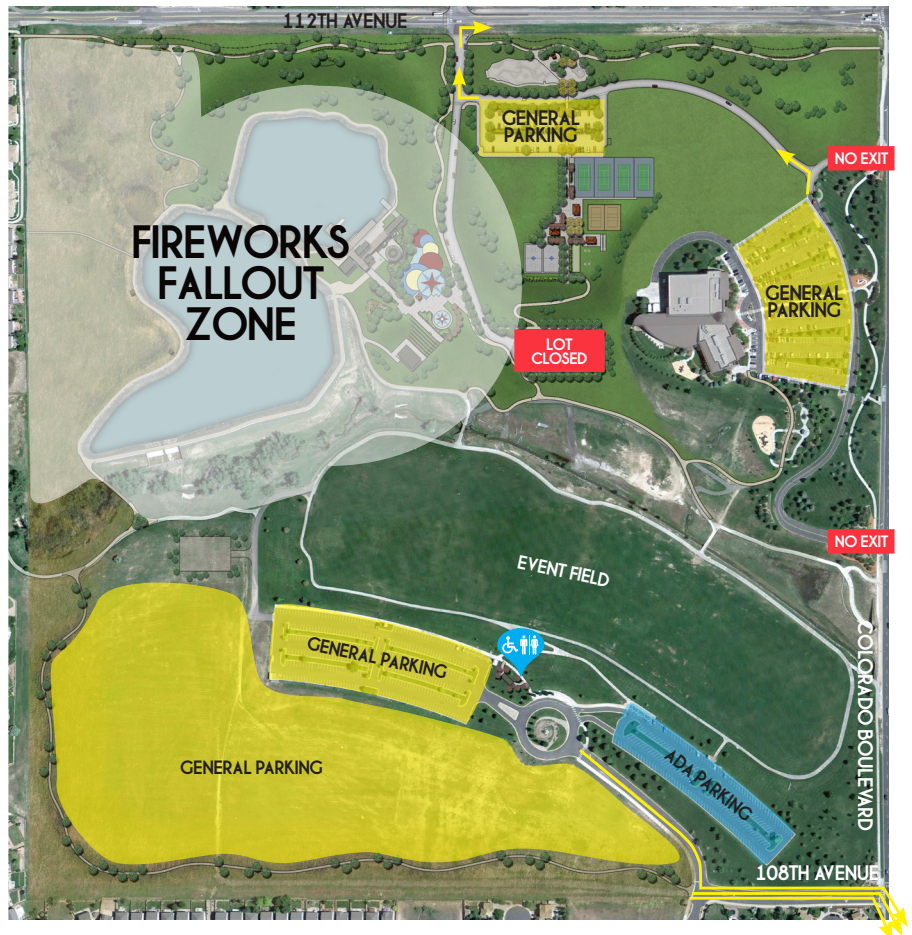 112TH AVENUE
GENERAL
PARKING
NO EXIT
FIREWORKS
FALLOUT
ZONE
GENERAL
PARKING
LOT
CLOSED
NO EXIT
EVENT FIELD
COLORADO BOULEVARD
GENERAL PARKING
GENERAL PARKING
ADA PARKING
108TH AVENUE